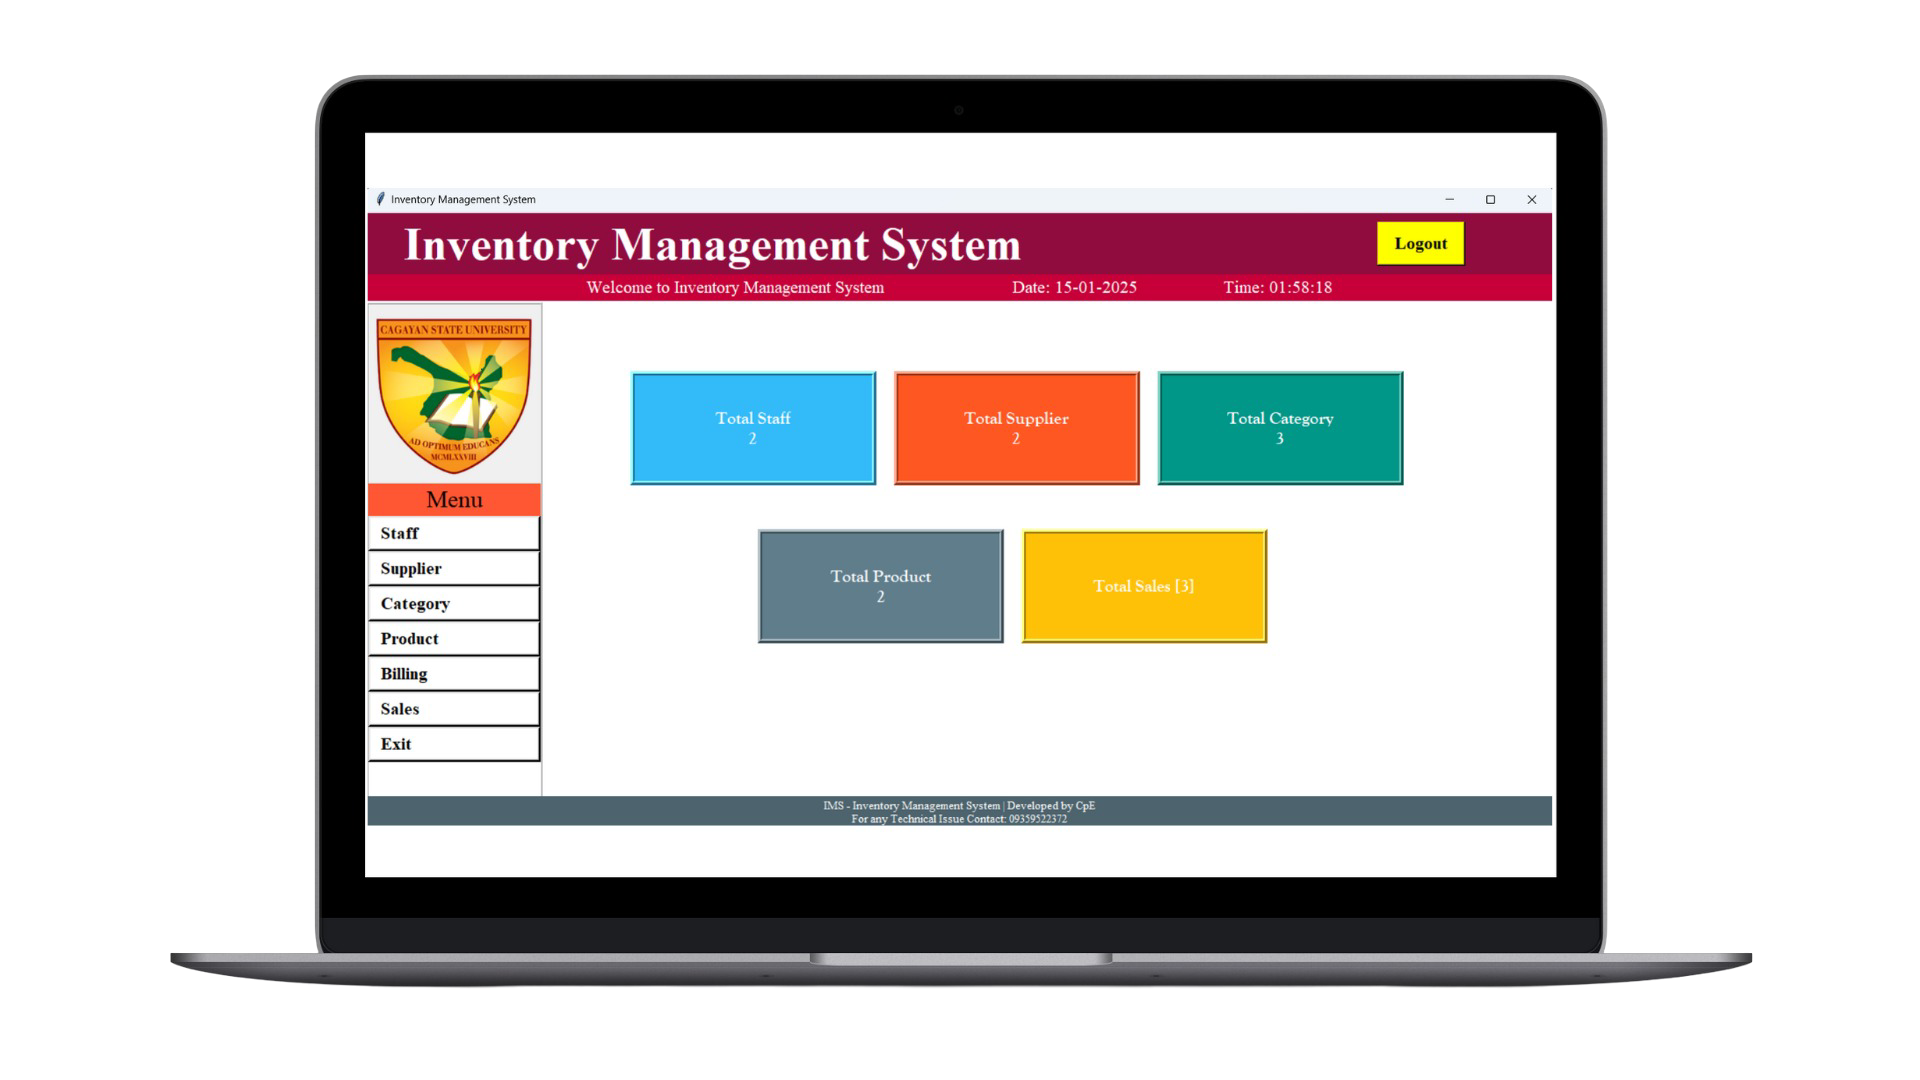 Inventory Management System
Inventory Management System
Logout
Welcome to Inventory Management System Date: 15-01-2025 Time: 01:58:18
CAGAYAN STATE UNIVERSITY
AD OPTIMUM EDUCANS
MCMLXXVIII
Menu
Staff
Supplier
Category
Product
Billing
Sales
Exit
Total Staff
2
Total Supplier
2
Total Category
3
Total Product
2
Total Sales [3]
IMS - Inventory Management System | Developed by CpE
For any Technical Issue Contact: 09359522372